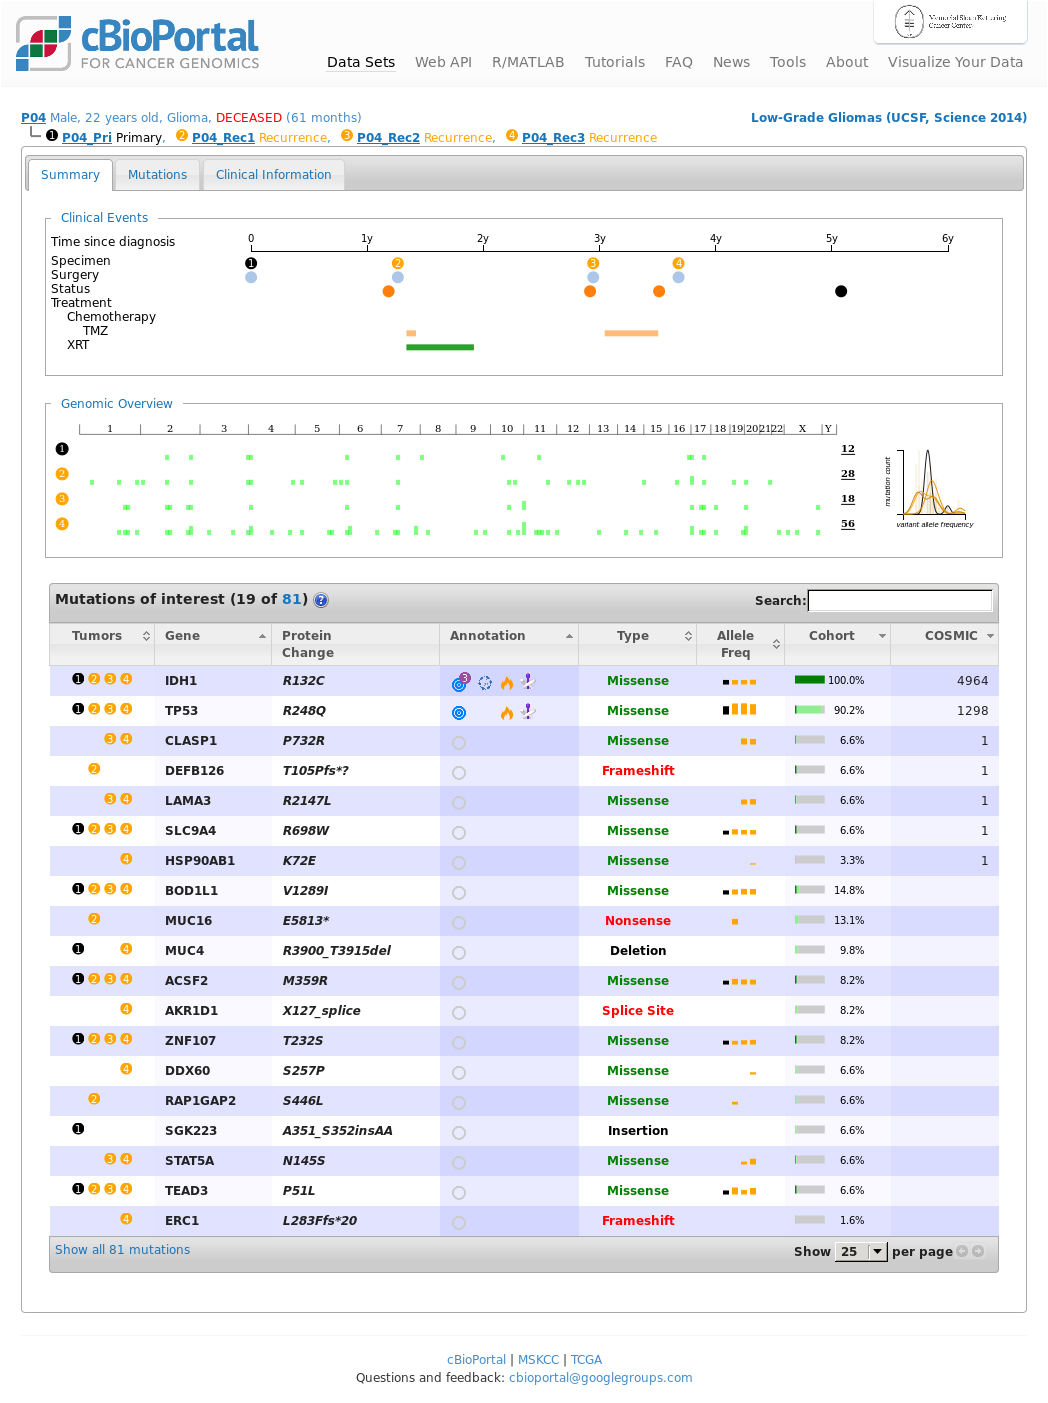 Memorial Sloan Kettering
Cancer Center
cBioPortal
FOR CANCER GENOMICS
Data Sets Web API R/MATLAB Tutorials FAQ News Tools About Visualize Your Data
P04 Male, 22 years old, Glioma, DECEASED (61 months)
Low-Grade Gliomas (UCSF, Science 2014)
1 P04_Pri Primary, 2 P04_Rec1 Recurrence, 3 P04_Rec2 Recurrence, 4 P04_Rec3 Recurrence
Summary Mutations Clinical Information
Clinical Events
Time since diagnosis 0 1y 2y 3y 4y 5y 6y
Specimen 1 2 3 4
Surgery
Status
Treatment
Chemotherapy
TMZ
XRT
Genomic Overview
1 2 3 4 5 6 7 8 9 10 11 12 13 14 15 16 17 18 19 20 21 22 X Y
1 12
2 28
3 18
4 56
mutation count
variant allele frequency
Mutations of interest (19 of 81) ?
Search:
Tumors Gene Protein Change Annotation Type Allele Freq Cohort COSMIC
1 2 3 4 IDH1 R132C 3 Missense 100.0% 4964
1 2 3 4 TP53 R248Q Missense 90.2% 1298
3 4 CLASP1 P732R Missense 6.6% 1
2 DEFB126 T105Pfs*? Frameshift 6.6% 1
3 4 LAMA3 R2147L Missense 6.6% 1
1 2 3 4 SLC9A4 R698W Missense 6.6% 1
4 HSP90AB1 K72E Missense 3.3% 1
1 2 3 4 BOD1L1 V1289I Missense 14.8%
2 MUC16 E5813* Nonsense 13.1%
1 4 MUC4 R3900_T3915del Deletion 9.8%
1 2 3 4 ACSF2 M359R Missense 8.2%
4 AKR1D1 X127_splice Splice Site 8.2%
1 2 3 4 ZNF107 T232S Missense 8.2%
4 DDX60 S257P Missense 6.6%
2 RAP1GAP2 S446L Missense 6.6%
1 SGK223 A351_S352insAA Insertion 6.6%
3 4 STAT5A N145S Missense 6.6%
1 2 3 4 TEAD3 P51L Missense 6.6%
4 ERC1 L283Ffs*20 Frameshift 1.6%
Show all 81 mutations
Show 25 per page
cBioPortal | MSKCC | TCGA
Questions and feedback: cbioportal@googlegroups.com